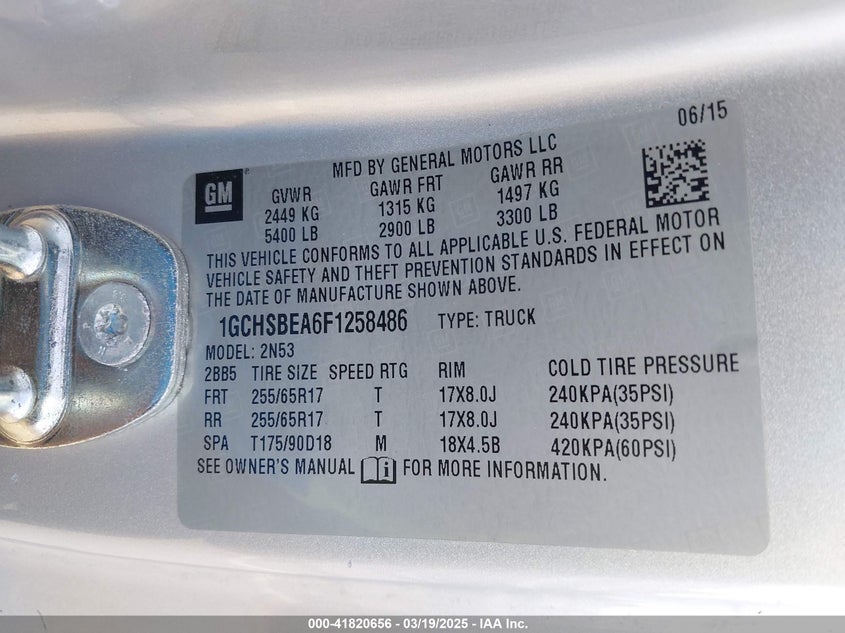 06/15
MFD BY GENERAL MOTORS LLC
GM
GVWR GAWR FRT GAWR RR
2449 KG 1315 KG 1497 KG
5400 LB 2900 LB 3300 LB
THIS VEHICLE CONFORMS TO ALL APPLICABLE U.S. FEDERAL MOTOR
VEHICLE SAFETY AND THEFT PREVENTION STANDARDS IN EFFECT ON
THE DATE OF MANUFACTURE SHOWN ABOVE.
1GCHSBEA6F1258486 TYPE: TRUCK
MODEL: 2N53
2BB5 TIRE SIZE SPEED RTG RIM COLD TIRE PRESSURE
FRT 255/65R17 T 17X8.0J 240KPA(35PSI)
RR 255/65R17 T 17X8.0J 240KPA(35PSI)
SPA T175/90D18 M 18X4.5B 420KPA(60PSI)
SEE OWNER'S MANUAL FOR MORE INFORMATION.
000-41820656 / 03/19/2025 - IAA Inc.